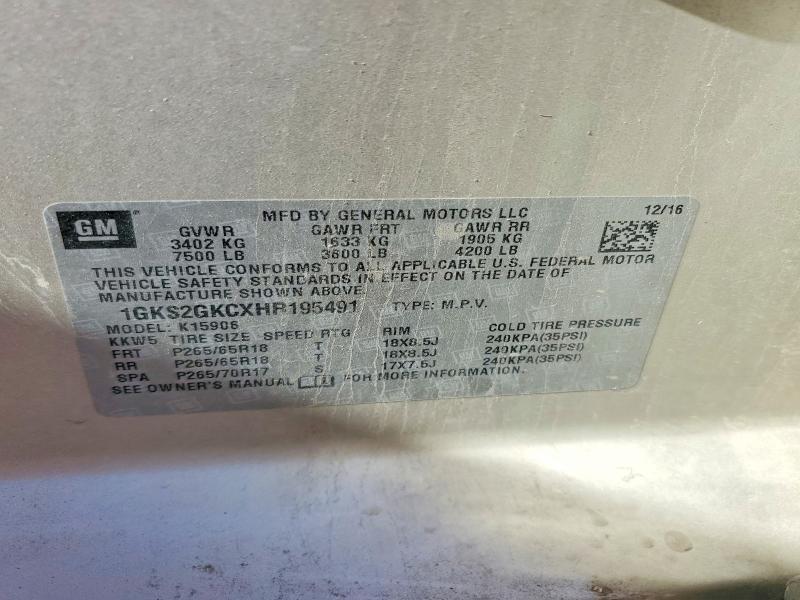 GM
MFD BY GENERAL MOTORS LLC 12/16
GVWR GAWR FRT GAWR RR
3402 KG 1633 KG 1905 KG
7500 LB 3600 LB 4200 LB
THIS VEHICLE CONFORMS TO ALL APPLICABLE U.S. FEDERAL MOTOR
VEHICLE SAFETY STANDARDS IN EFFECT ON THE DATE OF
MANUFACTURE SHOWN ABOVE.
1GKS2GKCXHR195491 TYPE: M.P.V.
MODEL: K15906
KKW5 TIRE SIZE SPEED RTG RIM COLD TIRE PRESSURE
FRT P265/65R18 T 18X8.5J 240KPA(35PSI)
RR P265/65R18 T 18X8.5J 240KPA(35PSI)
SPA P265/70R17 S 17X7.5J 240KPA(35PSI)
SEE OWNER'S MANUAL FOR MORE INFORMATION.